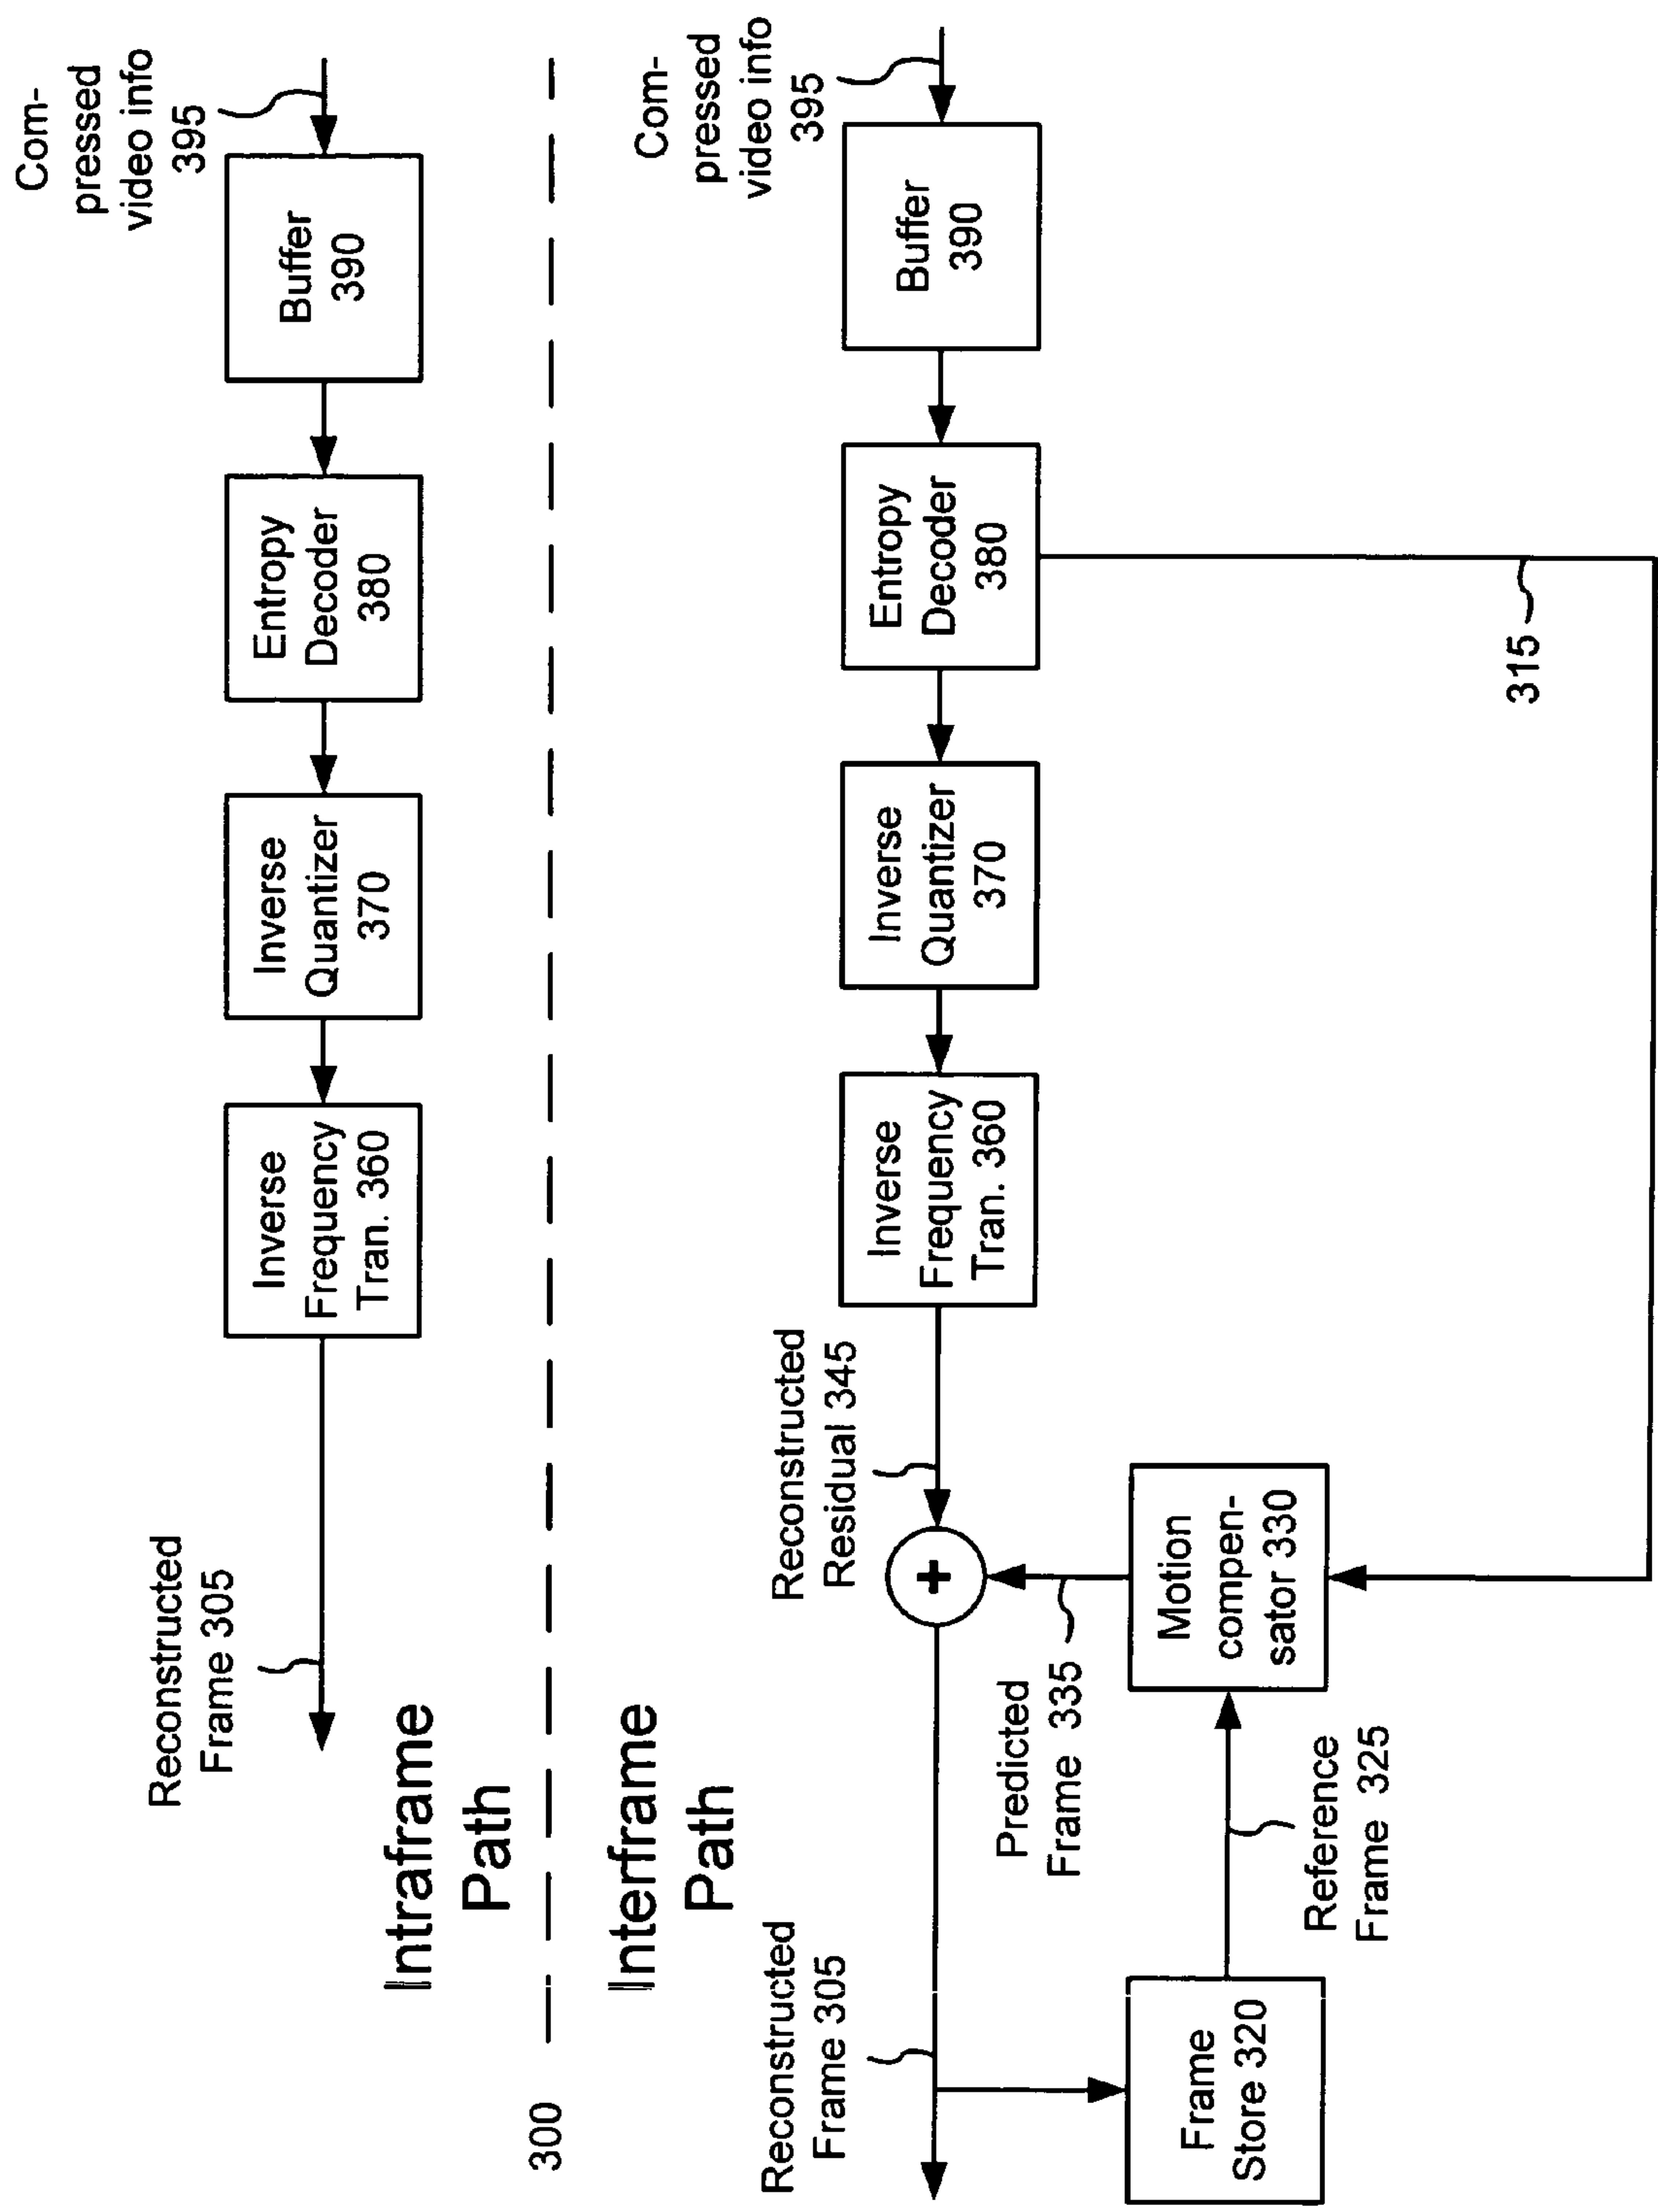 Reconstructed
Frame 305
Inverse
Frequency
Tran. 360
Inverse
Quantizer
370
Entropy
Decoder
380
Buffer
390
Com-
pressed
video info
395
Intraframe
Path
300
Interframe
Path
Reconstructed
Frame 305
Reconstructed
Residual 345
+
Inverse
Frequency
Tran. 360
Inverse
Quantizer
370
Entropy
Decoder
380
Buffer
390
Com-
pressed
video info
395
Predicted
Frame 335
Frame
Store 320
Reference
Frame 325
Motion
compen-
sator 330
315